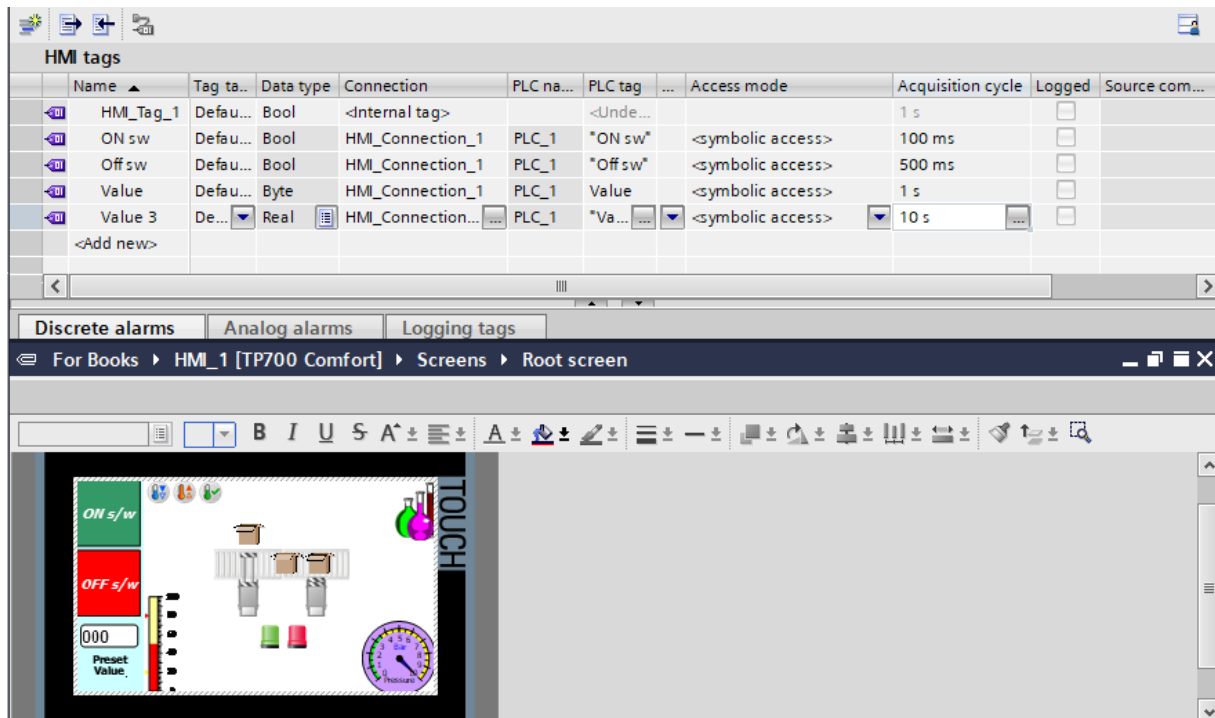 HMI tags
Name Tag ta... Data type Connection PLC na... PLC tag ... Access mode Acquisition cycle Logged Source com...
HMI_Tag_1 Defau... Bool <Internal tag> <Unde... 1 s
ON sw Defau... Bool HMI_Connection_1 PLC_1 "ON sw" <symbolic access> 100 ms
Off sw Defau... Bool HMI_Connection_1 PLC_1 "Off sw" <symbolic access> 500 ms
Value Defau... Byte HMI_Connection_1 PLC_1 Value <symbolic access> 1 s
Value 3 De... Real HMI_Connection... ... PLC_1 "Va... ... <symbolic access> 10 s ...
<Add new>
Discrete alarms Analog alarms Logging tags
For Books HMI_1 [TP700 Comfort] Screens Root screen
B I U S A A
ON s/w
TOUCH
OFF s/w
000
Preset
Value
Bar
Pressure